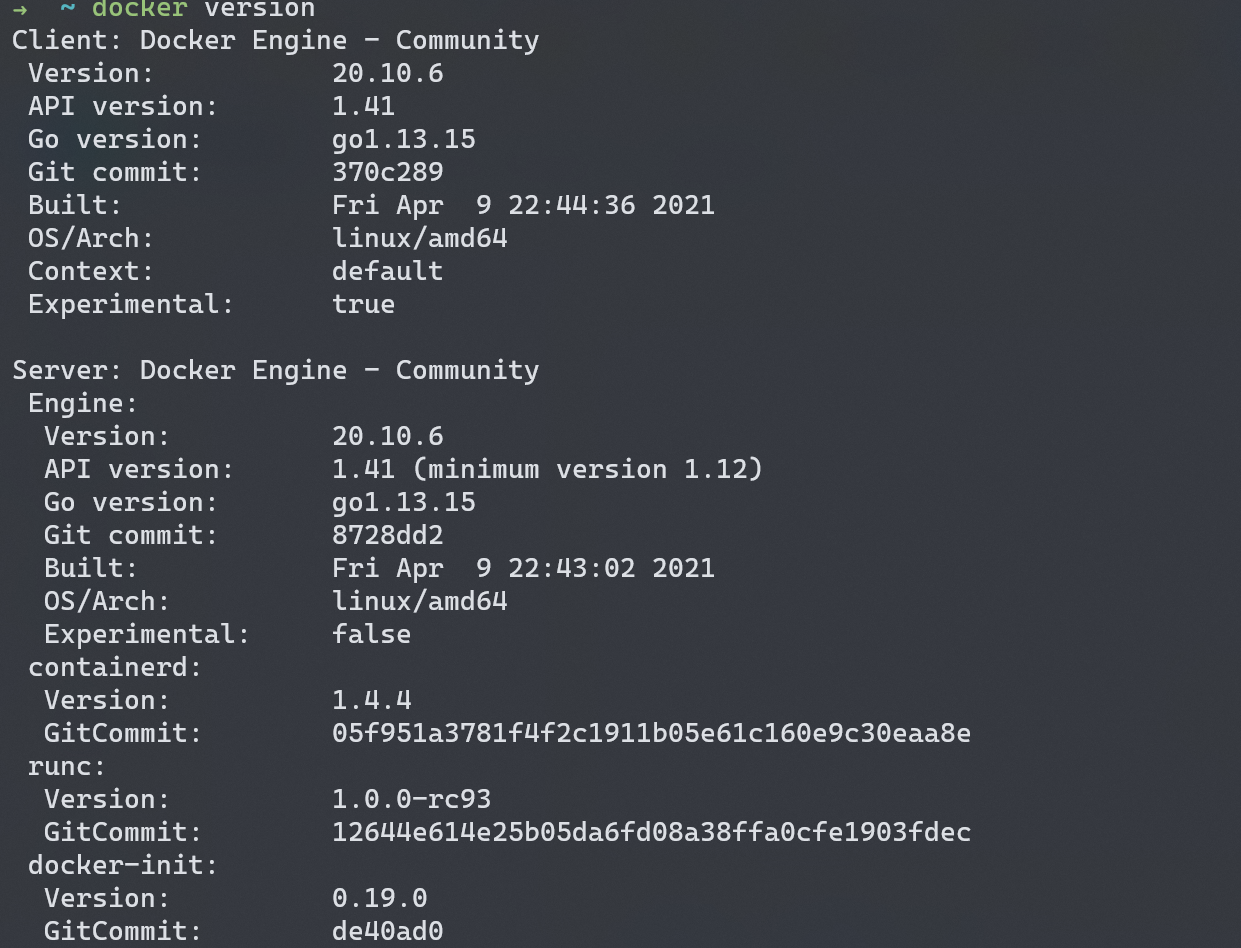 → ~ docker version
Client: Docker Engine - Community
 Version:           20.10.6
 API version:       1.41
 Go version:        go1.13.15
 Git commit:        370c289
 Built:             Fri Apr  9 22:44:36 2021
 OS/Arch:           linux/amd64
 Context:           default
 Experimental:      true

Server: Docker Engine - Community
 Engine:
  Version:          20.10.6
  API version:      1.41 (minimum version 1.12)
  Go version:       go1.13.15
  Git commit:       8728dd2
  Built:            Fri Apr  9 22:43:02 2021
  OS/Arch:          linux/amd64
  Experimental:     false
 containerd:
  Version:          1.4.4
  GitCommit:        05f951a3781f4f2c1911b05e61c160e9c30eaa8e
 runc:
  Version:          1.0.0-rc93
  GitCommit:        12644e614e25b05da6fd08a38ffa0cfe1903fdec
 docker-init:
  Version:          0.19.0
  GitCommit:        de40ad0